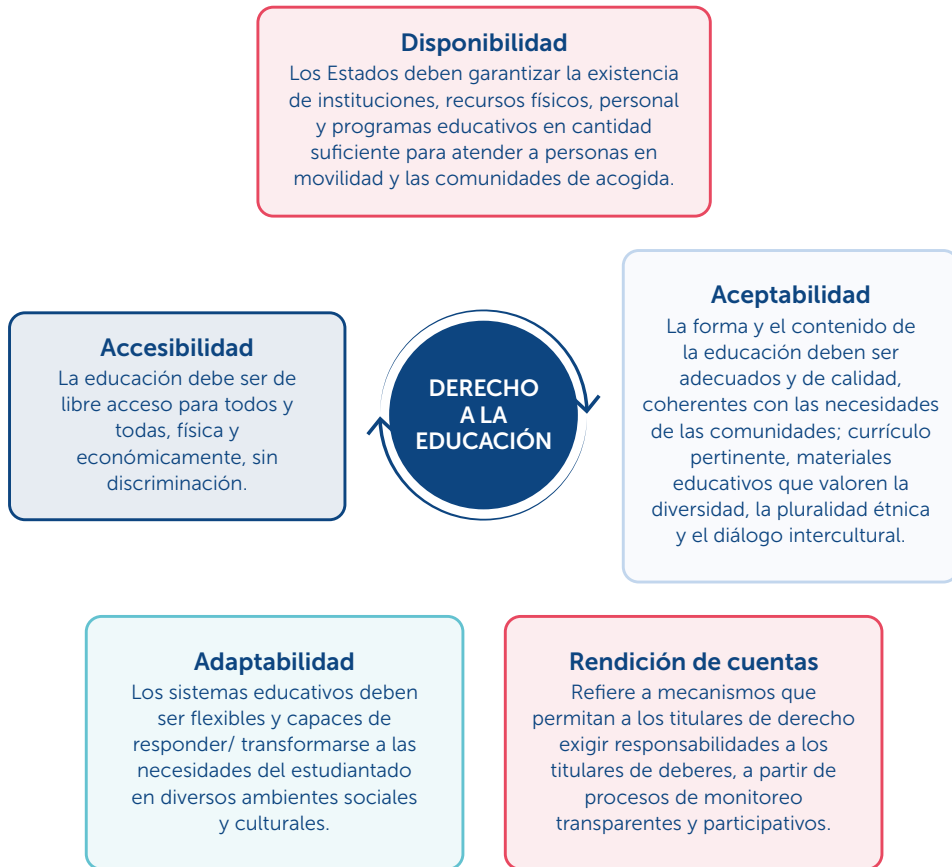 Disponibilidad
Los Estados deben garantizar la existencia
de instituciones, recursos físicos, personal
y programas educativos en cantidad
suficiente para atender a personas en
movilidad y las comunidades de acogida.
Accesibilidad
La educación debe ser de
libre acceso para todos y
todas, física y
económicamente, sin
discriminación.
DERECHO
A LA
EDUCACIÓN
Aceptabilidad
La forma y el contenido de
la educación deben ser
adecuados y de calidad,
coherentes con las necesidades
de las comunidades; currículo
pertinente, materiales
educativos que valoren la
diversidad, la pluralidad étnica
y el diálogo intercultural.
Adaptabilidad
Los sistemas educativos deben
ser flexibles y capaces de
responder/ transformarse a las
necesidades del estudiantado
en diversos ambientes sociales
y culturales.
Rendición de cuentas
Refiere a mecanismos que
permitan a los titulares de derecho
exigir responsabilidades a los
titulares de deberes, a partir de
procesos de monitoreo
transparentes y participativos.